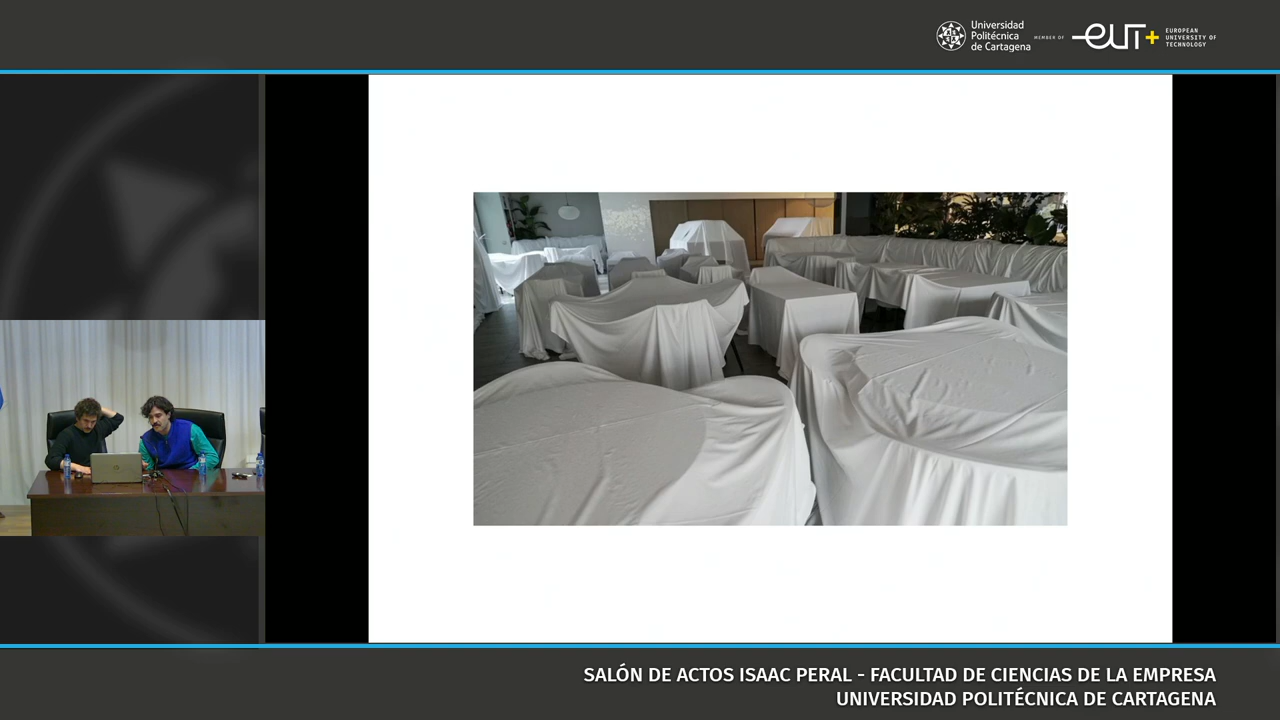 Universidad
Politécnica
de Cartagena
MEMBER OF
EUT+
EUROPEAN
UNIVERSITY OF
TECHNOLOGY
SALÓN DE ACTOS ISAAC PERAL - FACULTAD DE CIENCIAS DE LA EMPRESA
UNIVERSIDAD POLITÉCNICA DE CARTAGENA